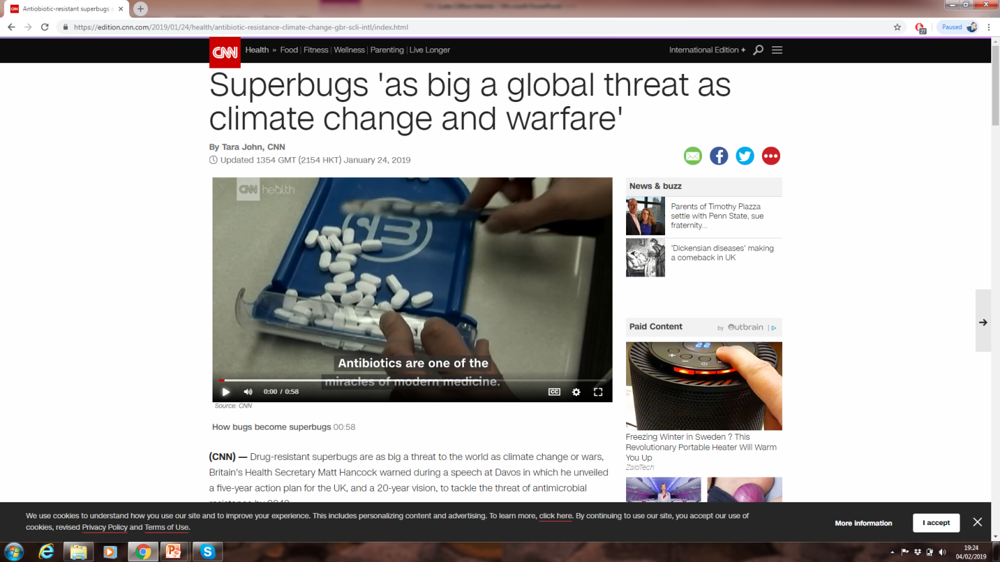 Antiobiotic-resistant superbugs a
https://edition.cnn.com/2019/01/24/health/antibiotic-resistance-climate-change-gbr-scli-intl/index.html
27
Paused
CNN
Health » Food | Fitness | Wellness | Parenting | Live Longer
International Edition +
Superbugs 'as big a global threat as
climate change and warfare'
By Tara John, CNN
Updated 1354 GMT (2154 HKT) January 24, 2019
CNN health
Antibiotics are one of the
miracles of modern medicine.
0:00 / 0:58
CC
Source: CNN
How bugs become superbugs 00:58
(CNN) — Drug-resistant superbugs are as big a threat to the world as climate change or wars,
Britain's Health Secretary Matt Hancock warned during a speech at Davos in which he unveiled
a five-year action plan for the UK, and a 20-year vision, to tackle the threat of antimicrobial
News & buzz
Parents of Timothy Piazza
settle with Penn State, sue
fraternity...
'Dickensian diseases' making
a comeback in UK
Paid Content
by Outbrain
22
Freezing Winter in Sweden ? This
Revolutionary Portable Heater Will Warm
You Up
ZaloTech
We use cookies to understand how you use our site and to improve your experience. This includes personalizing content and advertising. To learn more, click here. By continuing to use our site, you accept our use of
cookies, revised Privacy Policy and Terms of Use.
More information
I accept
19:24
04/02/2019